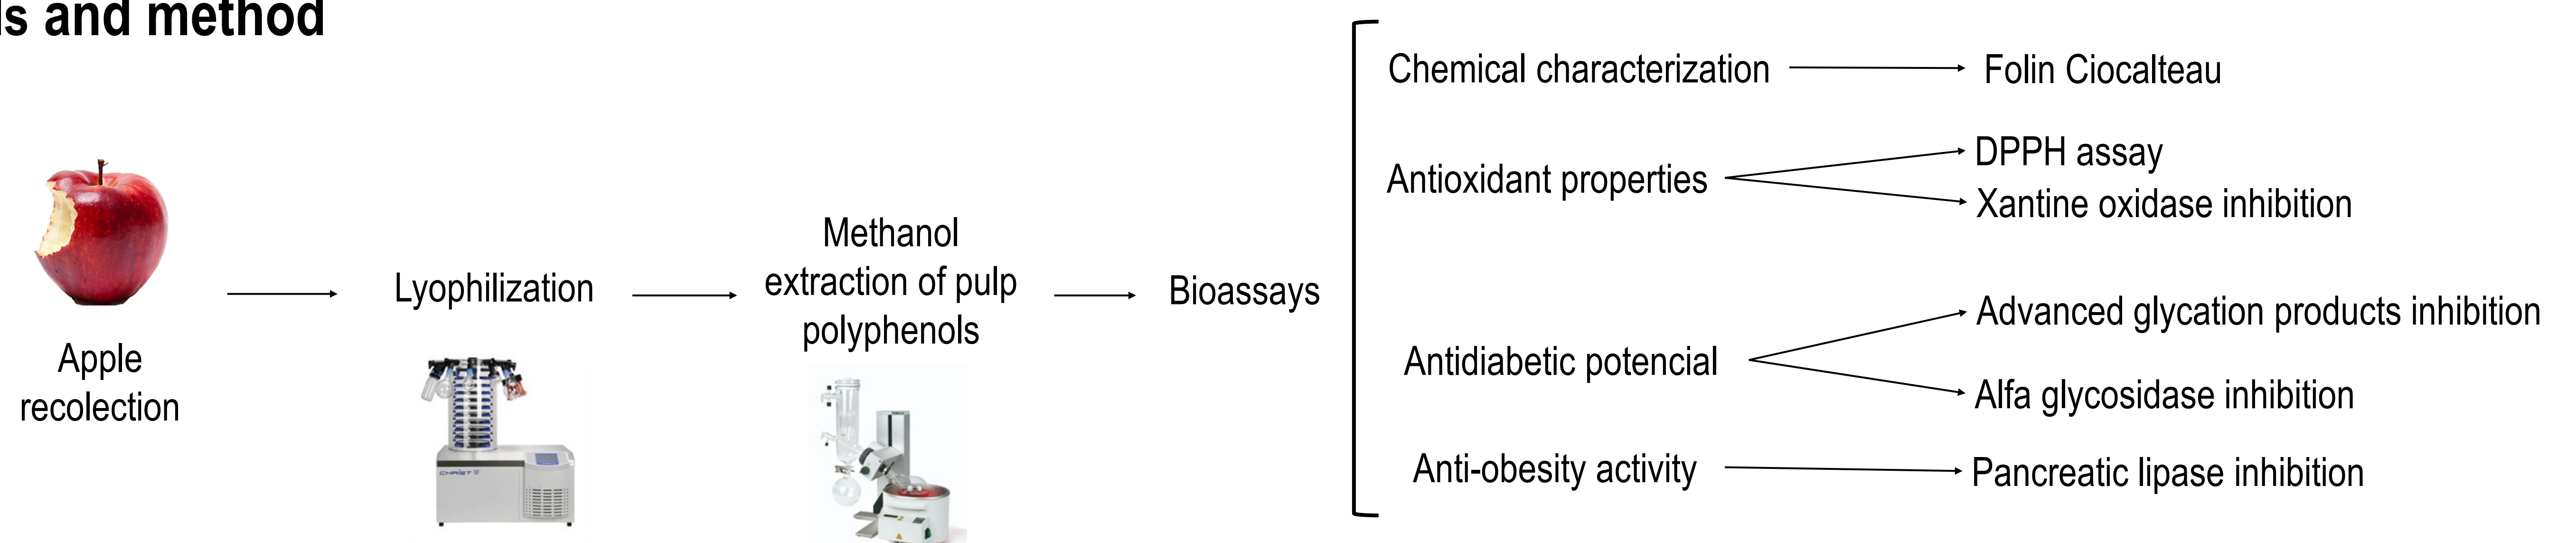 and method
Apple
recolection
Lyophilization
CHRIST
Methanol
extraction of pulp
polyphenols
Bioassays
Chemical characterization
Folin Ciocalteau
Antioxidant properties
DPPH assay
Xantine oxidase inhibition
Antidiabetic potencial
Advanced glycation products inhibition
Alfa glycosidase inhibition
Anti-obesity activity
Pancreatic lipase inhibition